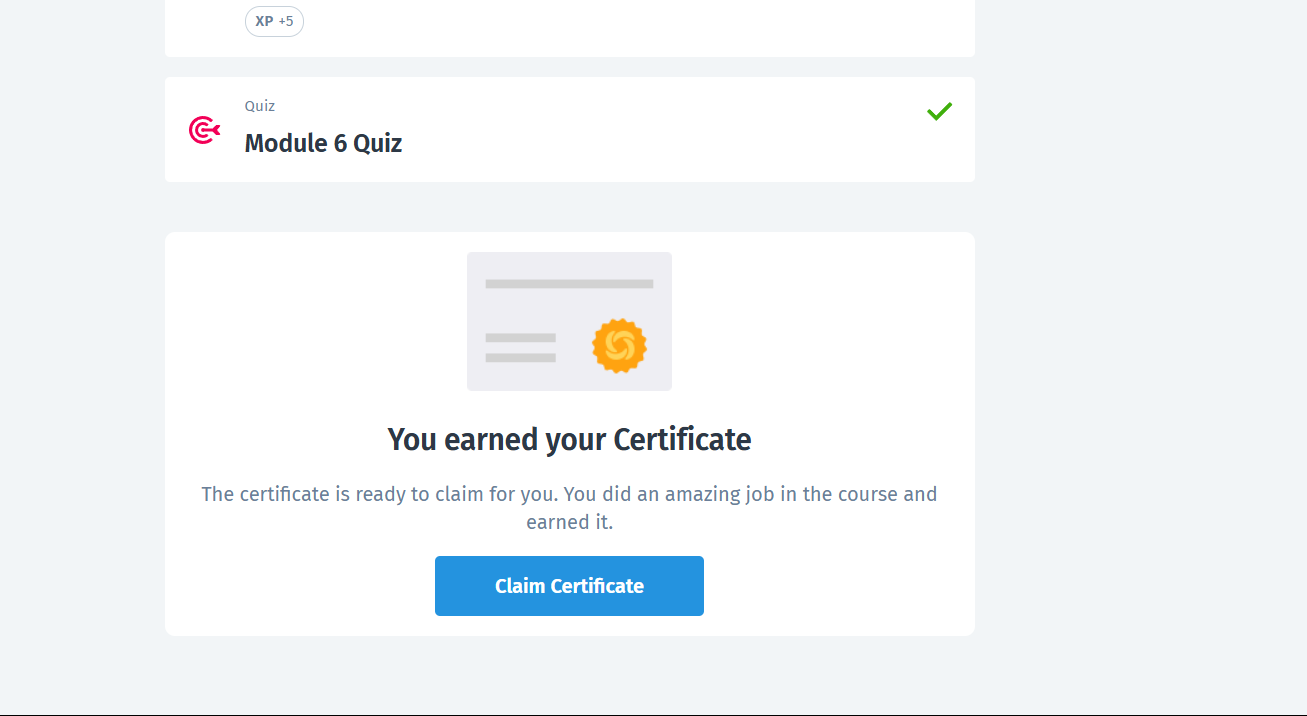 XP +5
Quiz
Module 6 Quiz
You earned your Certificate
The certificate is ready to claim for you. You did an amazing job in the course and
earned it.
Claim Certificate